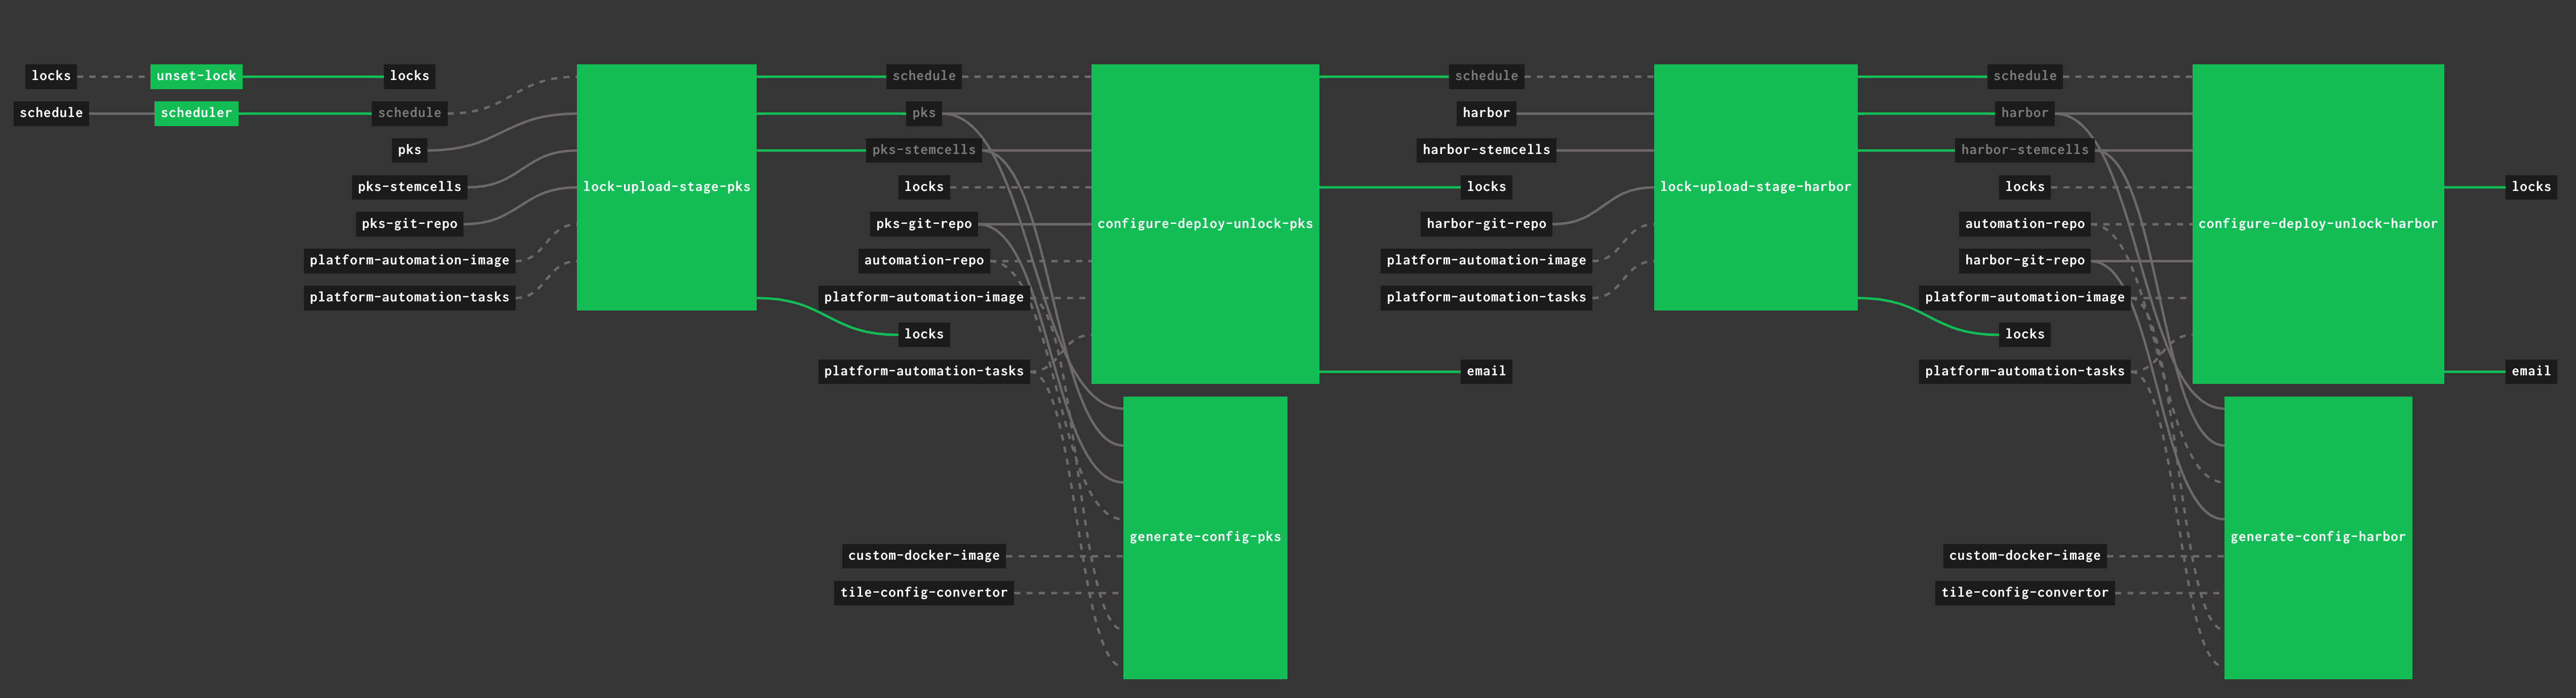 locks
unset-lock
locks
schedule
scheduler
schedule
pks
pks-stemcells
pks-git-repo
platform-automation-image
platform-automation-tasks
lock-upload-stage-pks
schedule
pks
pks-stemcells
locks
pks-git-repo
automation-repo
platform-automation-image
locks
platform-automation-tasks
custom-docker-image
tile-config-convertor
configure-deploy-unlock-pks
generate-config-pks
schedule
harbor
harbor-stemcells
locks
harbor-git-repo
platform-automation-image
platform-automation-tasks
email
lock-upload-stage-harbor
schedule
harbor
harbor-stemcells
locks
automation-repo
harbor-git-repo
platform-automation-image
locks
platform-automation-tasks
custom-docker-image
tile-config-convertor
configure-deploy-unlock-harbor
generate-config-harbor
locks
email